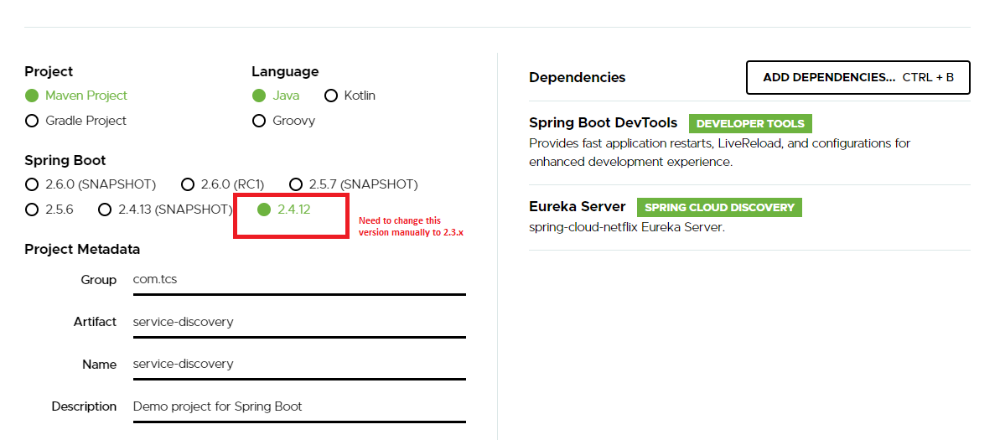 Project
Maven Project
Gradle Project
Language
Java Kotlin
Groovy
Spring Boot
2.6.0 (SNAPSHOT) 2.6.0 (RC1) 2.5.7 (SNAPSHOT)
2.5.6 2.4.13 (SNAPSHOT) 2.4.12
Need to change this
version manually to 2.3.x
Project Metadata
Group com.tcs
Artifact service-discovery
Name service-discovery
Description Demo project for Spring Boot
Dependencies ADD DEPENDENCIES... CTRL + B
Spring Boot DevTools DEVELOPER TOOLS
Provides fast application restarts, LiveReload, and configurations for
enhanced development experience.
Eureka Server SPRING CLOUD DISCOVERY
spring-cloud-netflix Eureka Server.